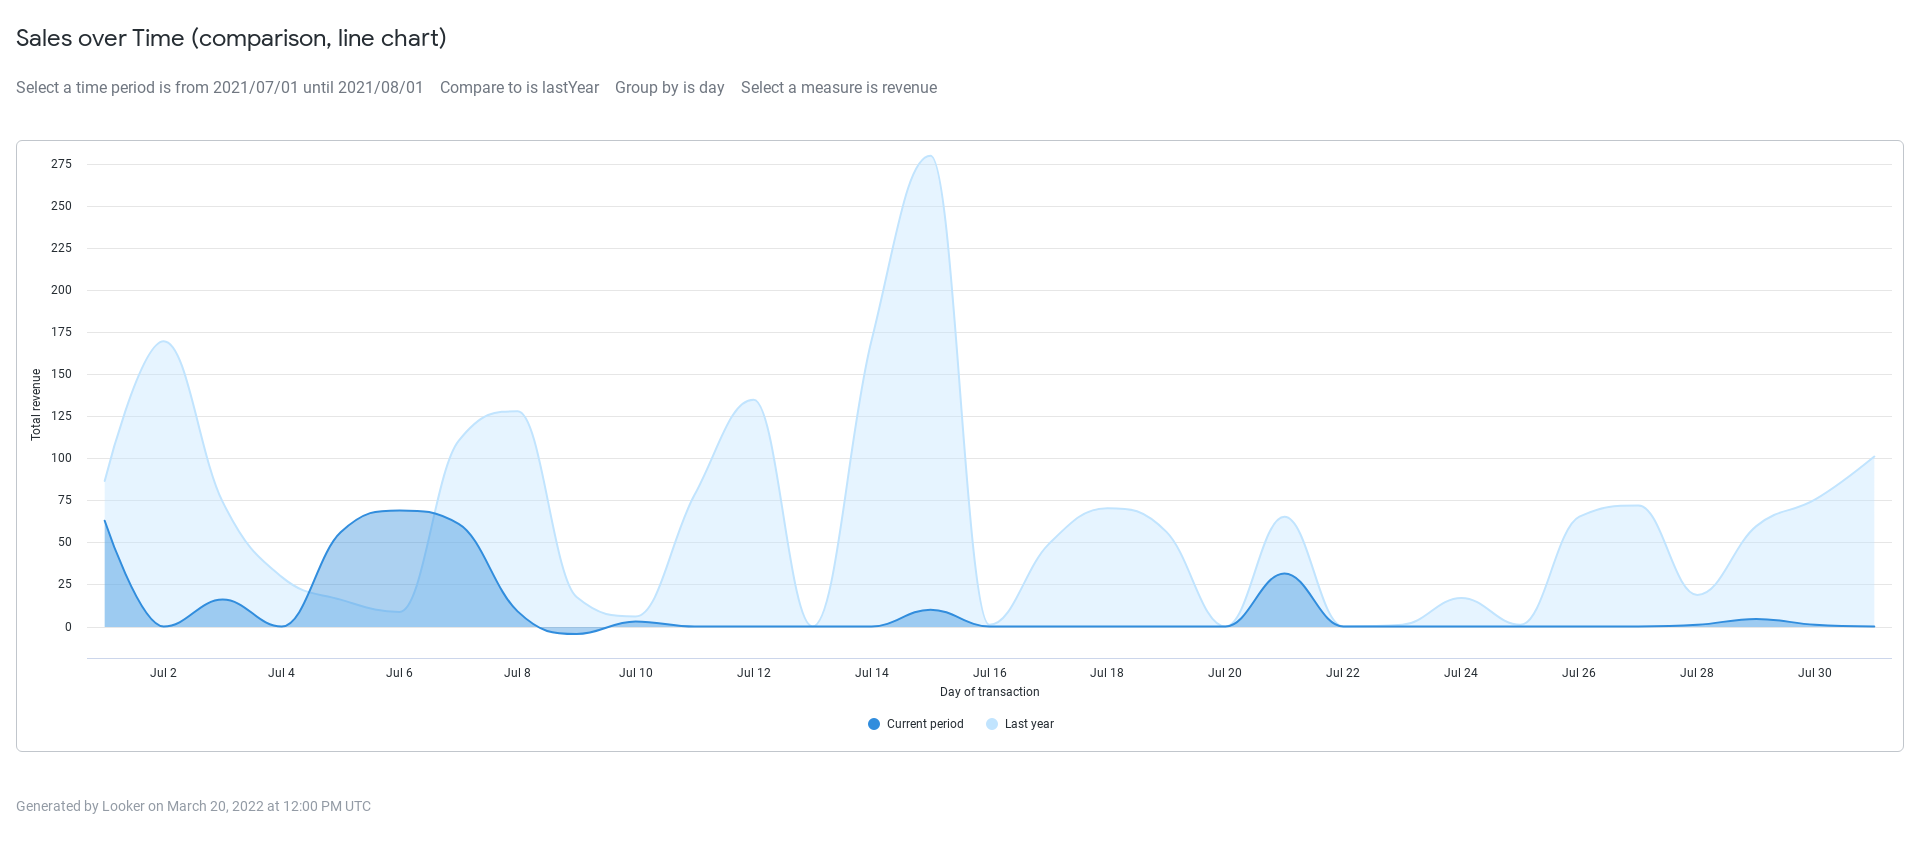 Sales over Time (comparison, line chart)
Select a time period is from 2021/07/01 until 2021/08/01 Compare to is lastYear Group by is day Select a measure is revenue
275
250
225
200
175
150
125
100
75
50
25
0
Total revenue
Jul 2 Jul 4 Jul 6 Jul 8 Jul 10 Jul 12 Jul 14 Jul 16 Jul 18 Jul 20 Jul 22 Jul 24 Jul 26 Jul 28 Jul 30
Day of transaction
Current period Last year
Generated by Looker on March 20, 2022 at 12:00 PM UTC